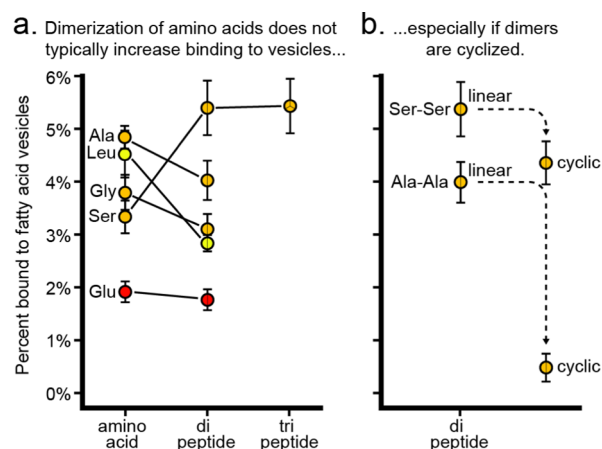 a. Dimerization of amino acids does not
typically increase binding to vesicles...
b. ...especially if dimers
are cyclized.
Percent bound to fatty acid vesicles
6%
5%
4%
3%
2%
1%
0%
Ala
Leu
Gly
Ser
Glu
amino
acid
di
peptide
tri
peptide
Ser-Ser
linear
cyclic
Ala-Ala
linear
cyclic
di
peptide